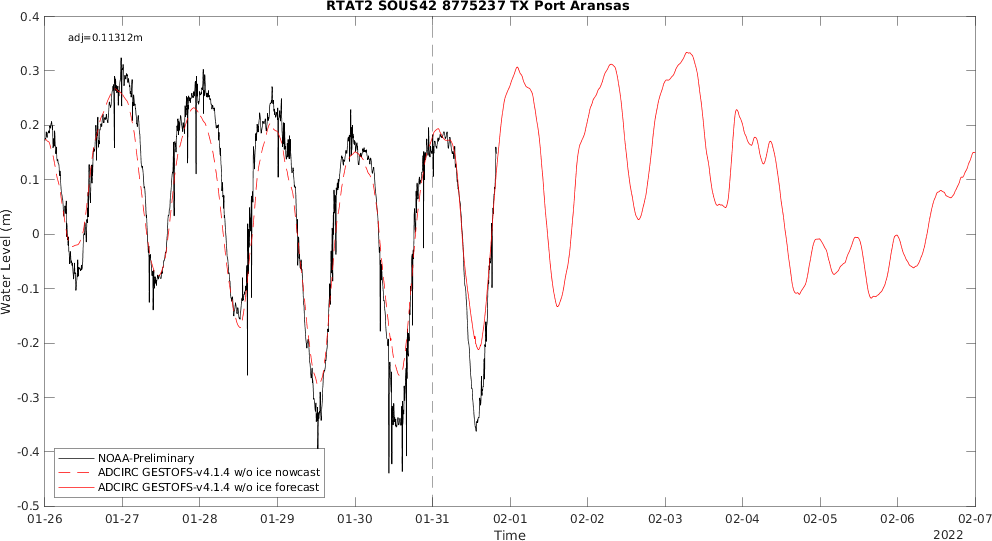 RTAT2 SOUS42 8775237 TX Port Aransas
adj=0.11312m
0.4
0.3
0.2
0.1
0
-0.1
-0.2
-0.3
-0.4
-0.5
Water Level (m)
NOAA-Preliminary
ADCIRC GESTOFS-v4.1.4 w/o ice nowcast
ADCIRC GESTOFS-v4.1.4 w/o ice forecast
01-26 01-27 01-28 01-29 01-30 01-31 02-01 02-02 02-03 02-04 02-05 02-06 02-07
Time
2022